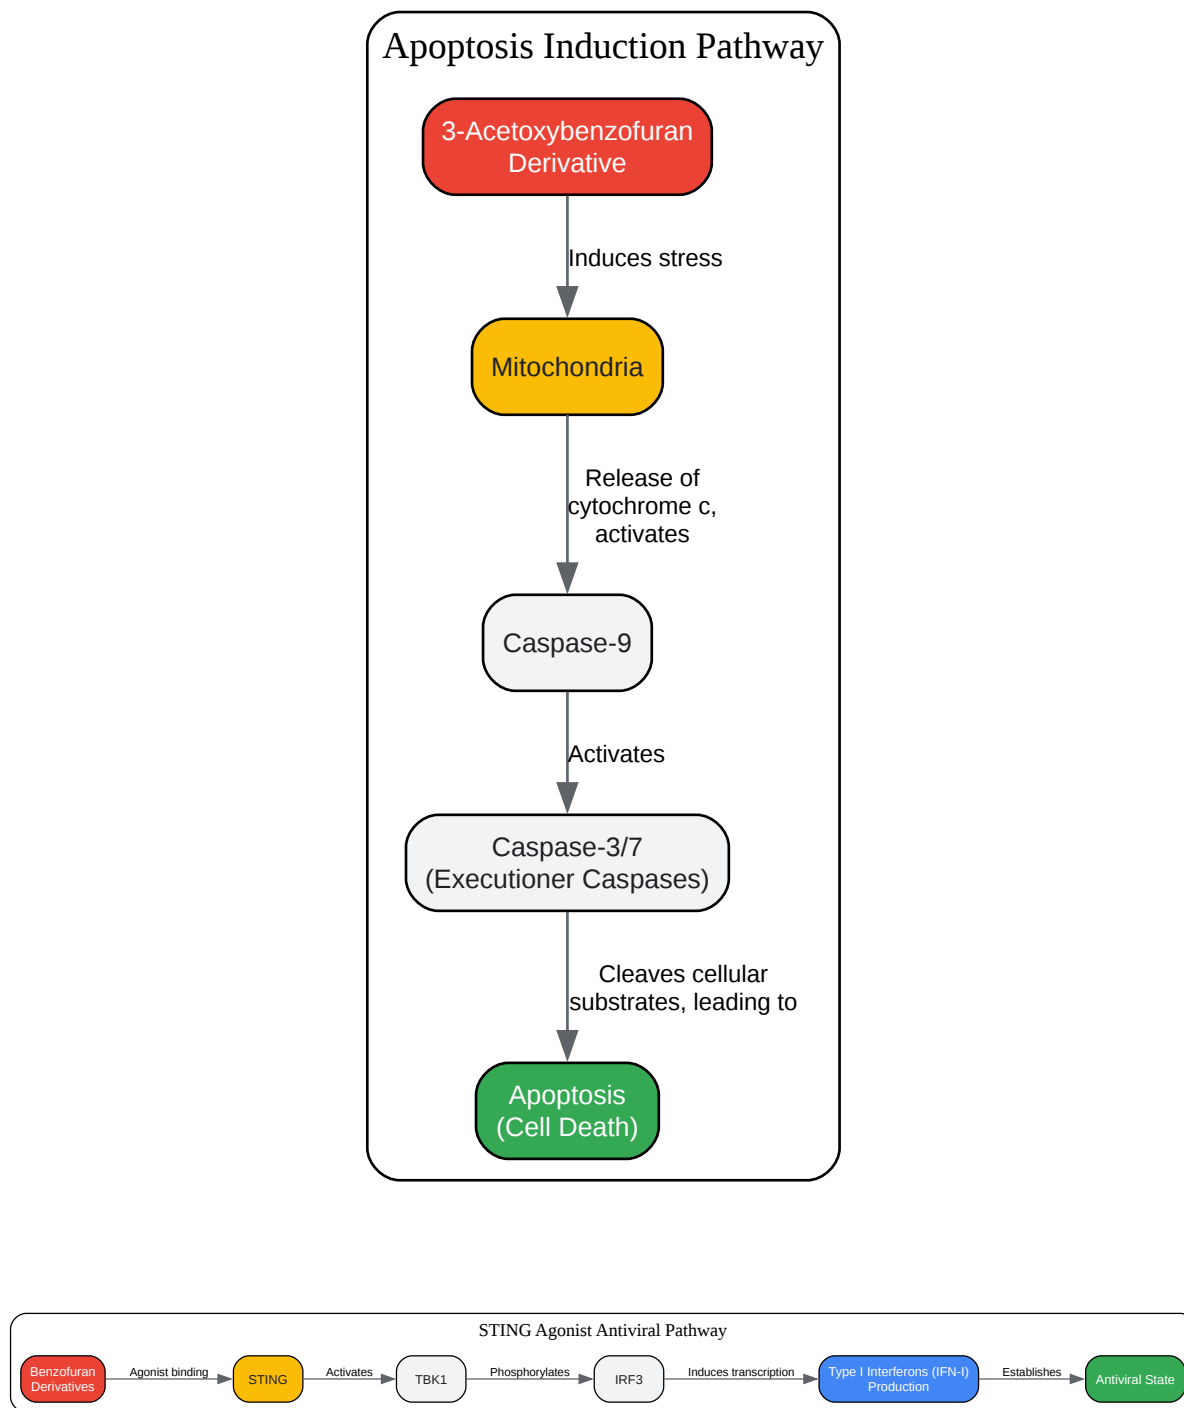 Apoptosis Induction Pathway
3-Acetoxybenzofuran
Derivative
Induces stress
Mitochondria
Release of
cytochrome c,
activates
Caspase-9
Activates
Caspase-3/7
(Executioner Caspases)
Cleaves cellular
substrates, leading to
Apoptosis
(Cell Death)
STING Agonist Antiviral Pathway
Benzofuran
Derivatives
Agonist binding
STING
Activates
TBK1
Phosphorylates
IRF3
Induces transcription
Type I Interferons (IFN-I)
Production
Establishes
Antiviral State